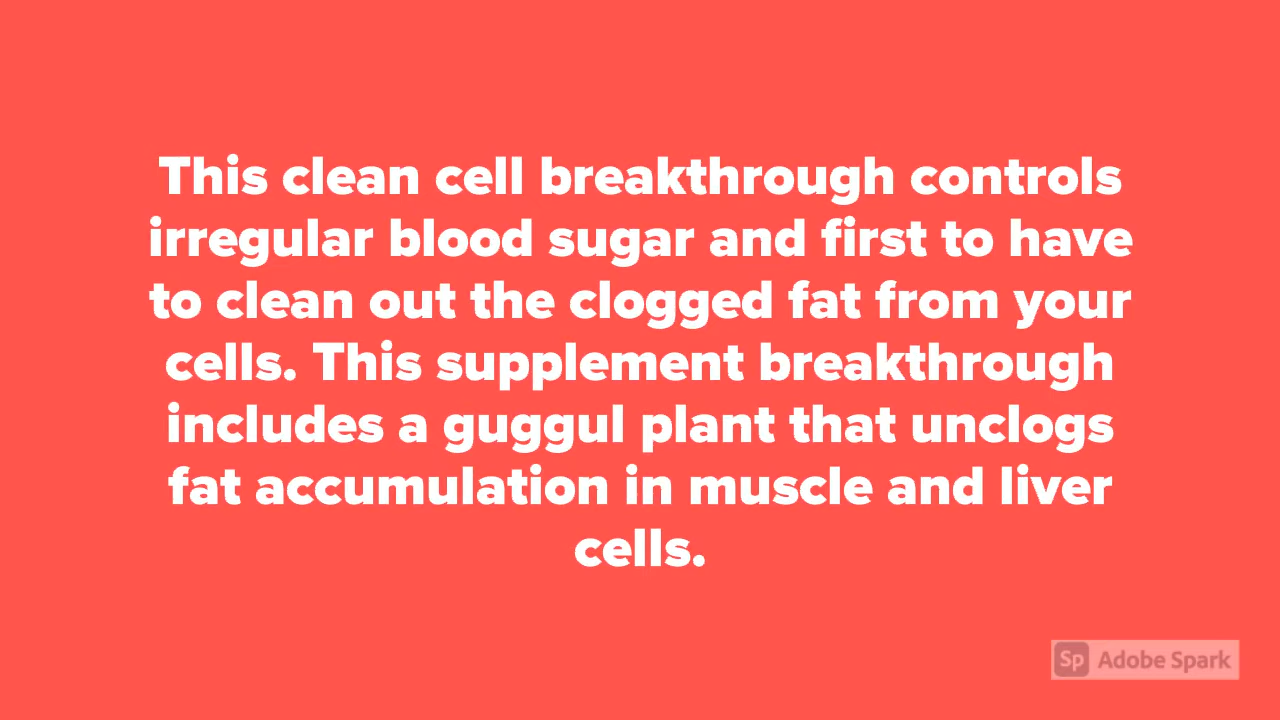 This clean cell breakthrough controls
irregular blood sugar and first to have
to clean out the clogged fat from your
cells. This supplement breakthrough
includes a guggul plant that unclogs
fat accumulation in muscle and liver
cells.
Sp Adobe Spark